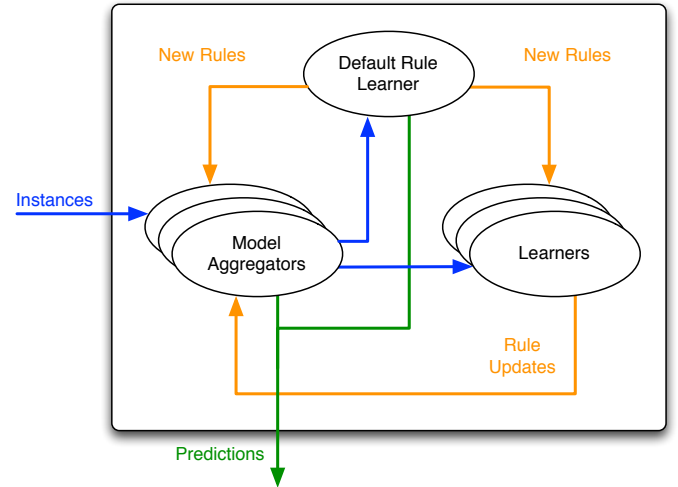 New Rules
Default Rule
Learner
New Rules
Instances
Model
Aggregators
Learners
Rule
Updates
Predictions